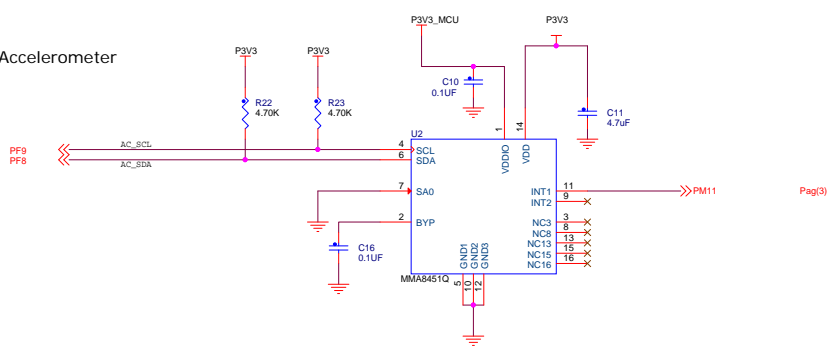 P3V3_MCU
P3V3
Accelerometer
P3V3
P3V3
C10
0.1UF
R22
4.70K
R23
4.70K
C11
4.7uF
U2
1
14
PF9
AC_SCL
4
SCL
VDDIO
VDD
PF8
AC_SDA
6
SDA
7
SA0
INT1
11
PM11
Pag(3)
INT2
9
2
BYP
NC3
3
NC8
8
NC13
13
NC15
15
NC16
16
C16
0.1UF
GND1
GND2
GND3
MMA8451Q
5
10
12